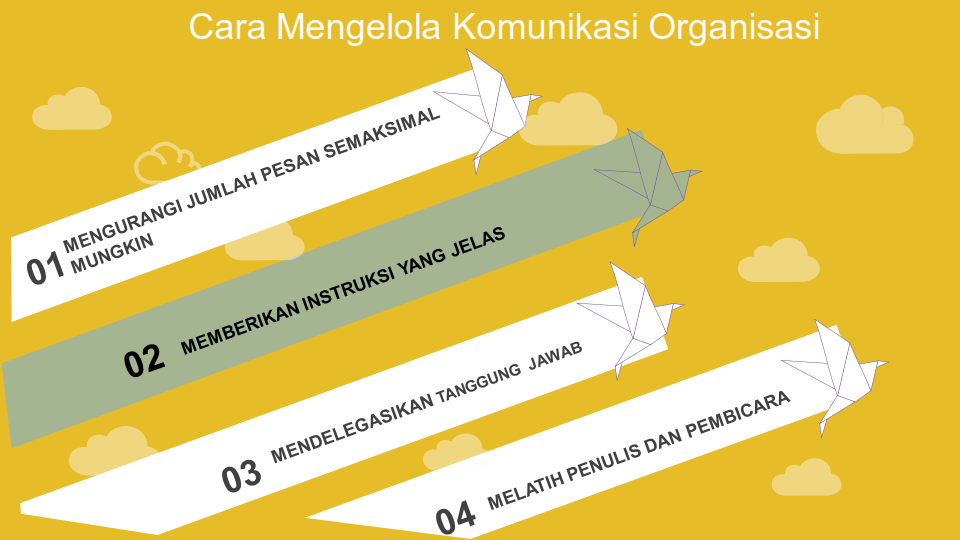 Cara Mengelola Komunikasi Organisasi
01 MENGURANGI JUMLAH PESAN SEMAKSIMAL
MUNGKIN
02 MEMBERIKAN INSTRUKSI YANG JELAS
03 MENDELEGASIKAN TANGGUNG JAWAB
04 MELATIH PENULIS DAN PEMBICARA